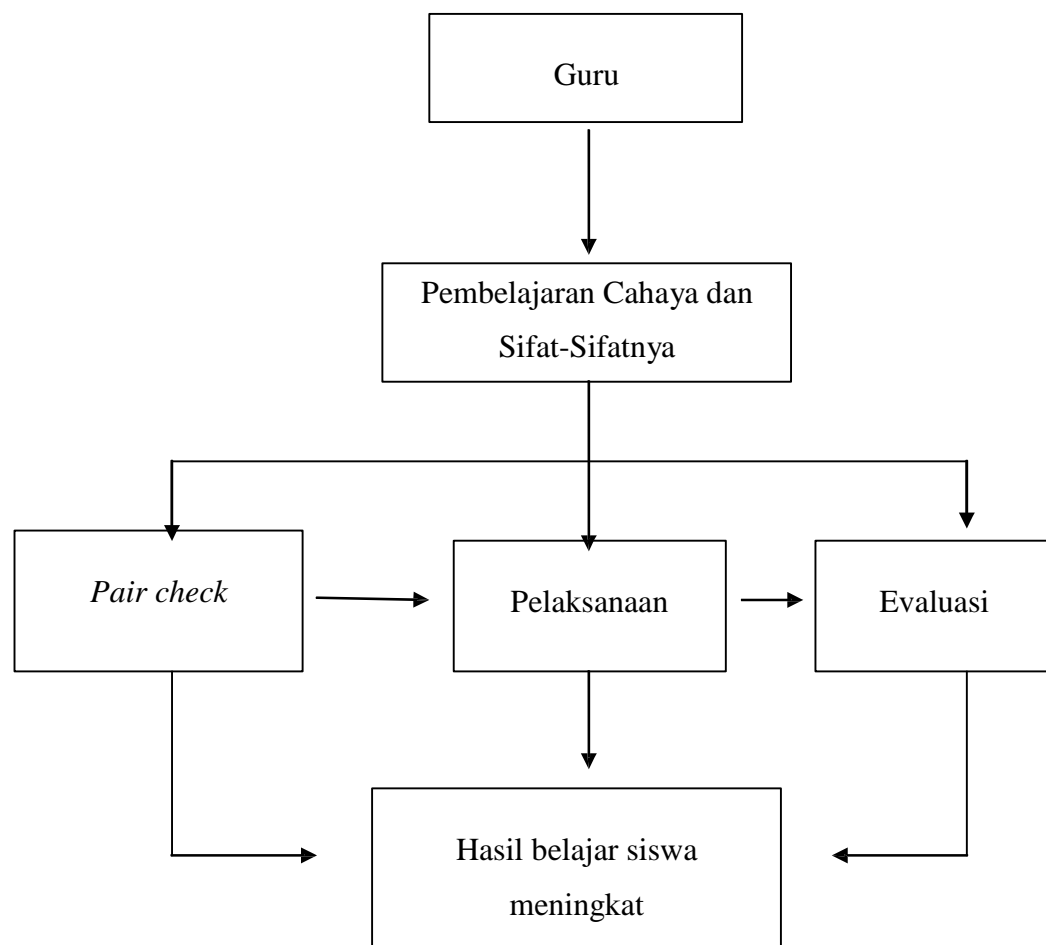 Guru
Pembelajaran Cahaya dan
Sifat-Sifatnya
Pair check
Pelaksanaan
Evaluasi
Hasil belajar siswa
meningkat